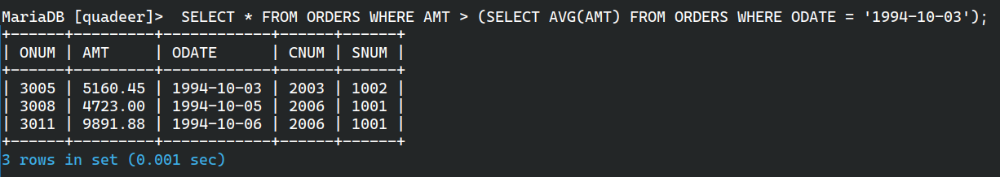 MariaDB [quadeer]>  SELECT * FROM ORDERS WHERE AMT > (SELECT AVG(AMT) FROM ORDERS WHERE ODATE = '1994-10-03');
+------+---------+------------+------+------+
| ONUM | AMT     | ODATE      | CNUM | SNUM |
+------+---------+------------+------+------+
| 3005 | 5160.45 | 1994-10-03 | 2003 | 1002 |
| 3008 | 4723.00 | 1994-10-05 | 2006 | 1001 |
| 3011 | 9891.88 | 1994-10-06 | 2006 | 1001 |
+------+---------+------------+------+------+
3 rows in set (0.001 sec)